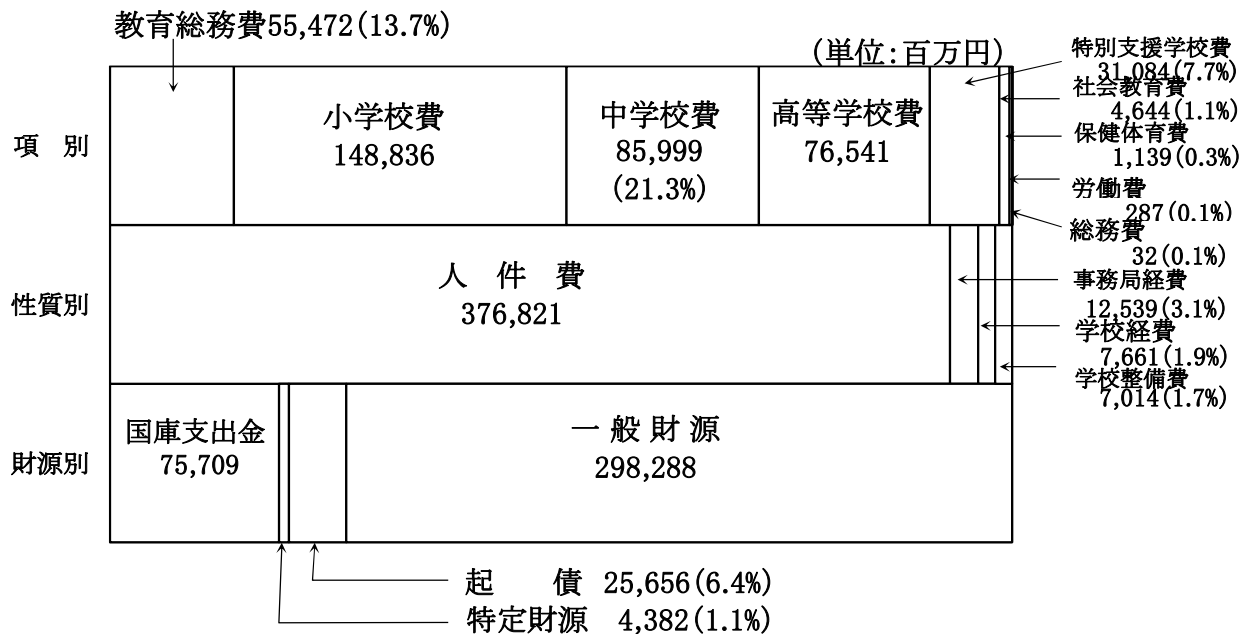 教育総務費55,472(13.7%)
(単位:百万円)
項 別
小学校費
148,836
中学校費
85,999
(21.3%)
高等学校費
76,541
特別支援学校費
31,084(7.7%)
社会教育費
4,644(1.1%)
保健体育費
1,139(0.3%)
労働費
287(0.1%)
総務費
32(0.1%)
性質別
人 件 費
376,821
事務局経費
12,539(3.1%)
学校経費
7,661(1.9%)
学校整備費
7,014(1.7%)
財源別
国庫支出金
75,709
一 般 財 源
298,288
起 債 25,656(6.4%)
特定財源 4,382(1.1%)